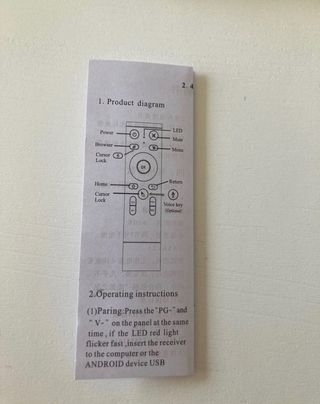 2. 4
1. Product diagram
Power
LED
Mute
Browser
Menu
Cursor
Lock
OK
Home
Return
Cursor
Lock
Voice key
(Optional)
2.Operating instructions
(1)Paring:Press the "PG-" and
" V- " on the panel at the same
time , if the LED red light
flicker fast ,insert the receiver
to the computer or the
ANDROID device USB